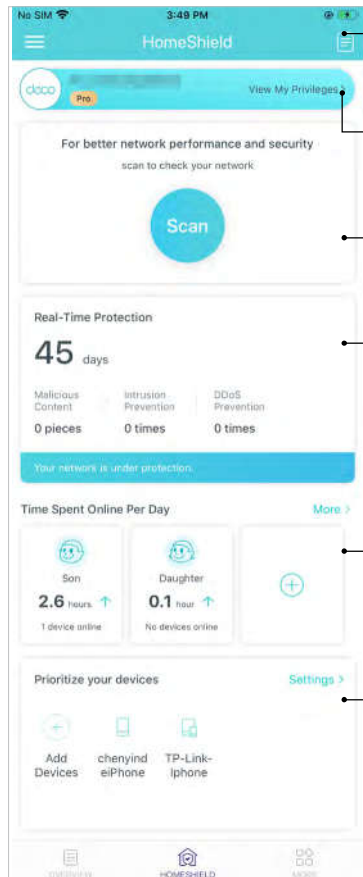 No SIM 3:49 PM
HomeShield
deco
Pro
View My Privileges >
For better network performance and security
scan to check your network
Scan
Real-Time Protection
45 days
Malicious Content
Intrusion Prevention
DDoS Prevention
0 pieces 0 times 0 times
Your network is under protection.
Time Spent Online Per Day More >
Son Daughter
2.6 hours 0.1 hour
1 device online No devices online
Prioritize your devices Settings >
Add Devices
chenyind eiPhone
TP-Link-Iphone
OVERVIEW HOMESHIELD MORE